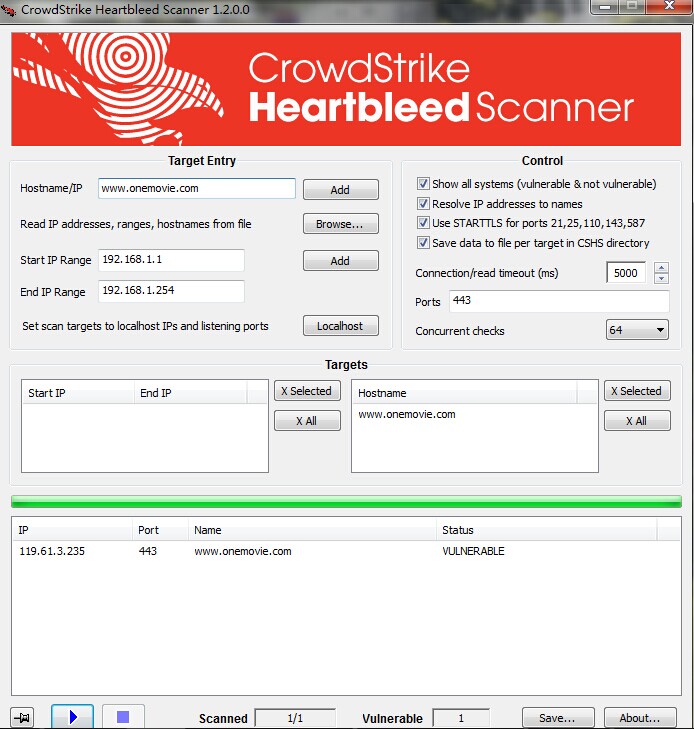 CrowdStrike Heartbleed Scanner 1.2.0.0
CrowdStrike
Heartbleed Scanner
Target Entry
Hostname/IP www.onemovie.com Add
Read IP addresses, ranges, hostnames from file Browse...
Start IP Range 192.168.1.1 Add
End IP Range 192.168.1.254
Set scan targets to localhost IPs and listening ports Localhost
Control
Show all systems (vulnerable & not vulnerable)
Resolve IP addresses to names
Use STARTTLS for ports 21,25,110,143,587
Save data to file per target in CSHS directory
Connection/read timeout (ms) 5000
Ports 443
Concurrent checks 64
Targets
Start IP End IP
X Selected
X All
Hostname
www.onemovie.com
X Selected
X All
IP Port Name Status
119.61.3.235 443 www.onemovie.com VULNERABLE
Scanned 1/1 Vulnerable 1 Save... About...